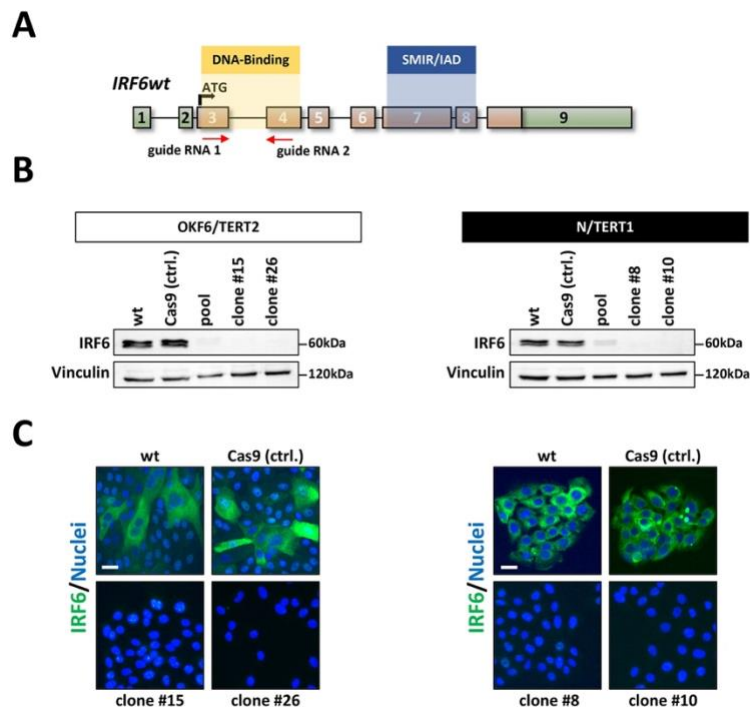 A
DNA-Binding
SMIR/IAD
IRF6wt
ATG
1 2 3 4 5 6 7 8 9
guide RNA 1
guide RNA 2
B
OKF6/TERT2
N/TERT1
wt
Cas9 (ctrl.)
pool
clone #15
clone #26
wt
Cas9 (ctrl.)
pool
clone #8
clone #10
IRF6
60kDa
IRF6
60kDa
Vinculin
120kDa
Vinculin
120kDa
C
wt
Cas9 (ctrl.)
wt
Cas9 (ctrl.)
IRF6/Nuclei
IRF6/Nuclei
clone #15
clone #26
clone #8
clone #10